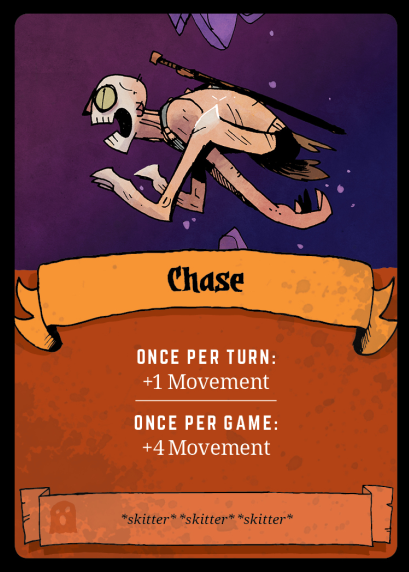 Chase
ONCE PER TURN:
+1 Movement
ONCE PER GAME:
+4 Movement
*skitter* *skitter* *skitter*